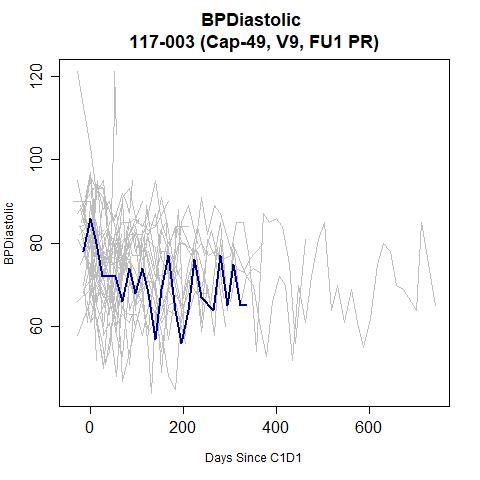 BPDiastolic
117-003 (Cap-49, V9, FU1 PR)
120
100
80
60
BPDiastolic
0 200 400 600
Days Since C1D1